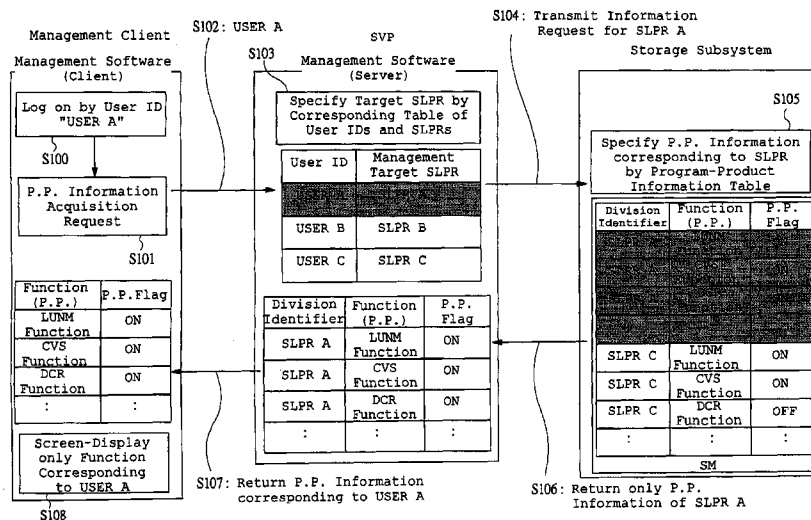 S102: USER A
S104: Transmit Information
Request for SLPR A
Management Client
SVP
Storage Subsystem
Management Software
(Client)
S103
Management Software
(Server)
Log on by User ID
"USER A"
S100
Specify Target SLPR by
Corresponding Table of
User IDs and SLPRs
S105
Specify P.P. Information
corresponding to SLPR
by Program-Product
Information Table
P.P. Information
Acquisition
Request
S101
User ID Management Target SLPR
USER B SLPR B
USER C SLPR C
Division Identifier Function (P.P.) P.P. Flag
SLPR C LUNM Function ON
SLPR C CVS Function ON
SLPR C DCR Function OFF
: : :
SM
Function (P.P.) P.P.Flag
LUNM Function ON
CVS Function ON
DCR Function ON
: :
Division Identifier Function (P.P.) P.P. Flag
SLPR A LUNM Function ON
SLPR A CVS Function ON
SLPR A DCR Function ON
: : :
Screen-Display
only Function
Corresponding
to USER A
S108
S107: Return P.P. Information
corresponding to USER A
S106: Return only P.P.
Information of SLPR A